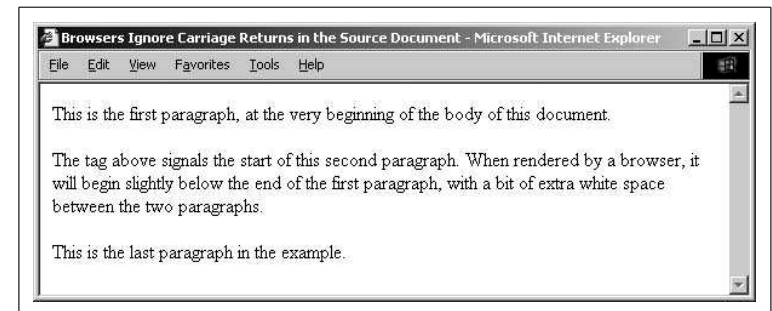 Browsers Ignore Carriage Returns in the Source Document - Microsoft Internet Explorer
File Edit View Favorites Tools Help
This is the first paragraph, at the very beginning of the body of this document.
The tag above signals the start of this second paragraph. When rendered by a browser, it
will begin slightly below the end of the first paragraph, with a bit of extra white space
between the two paragraphs.
This is the last paragraph in the example.